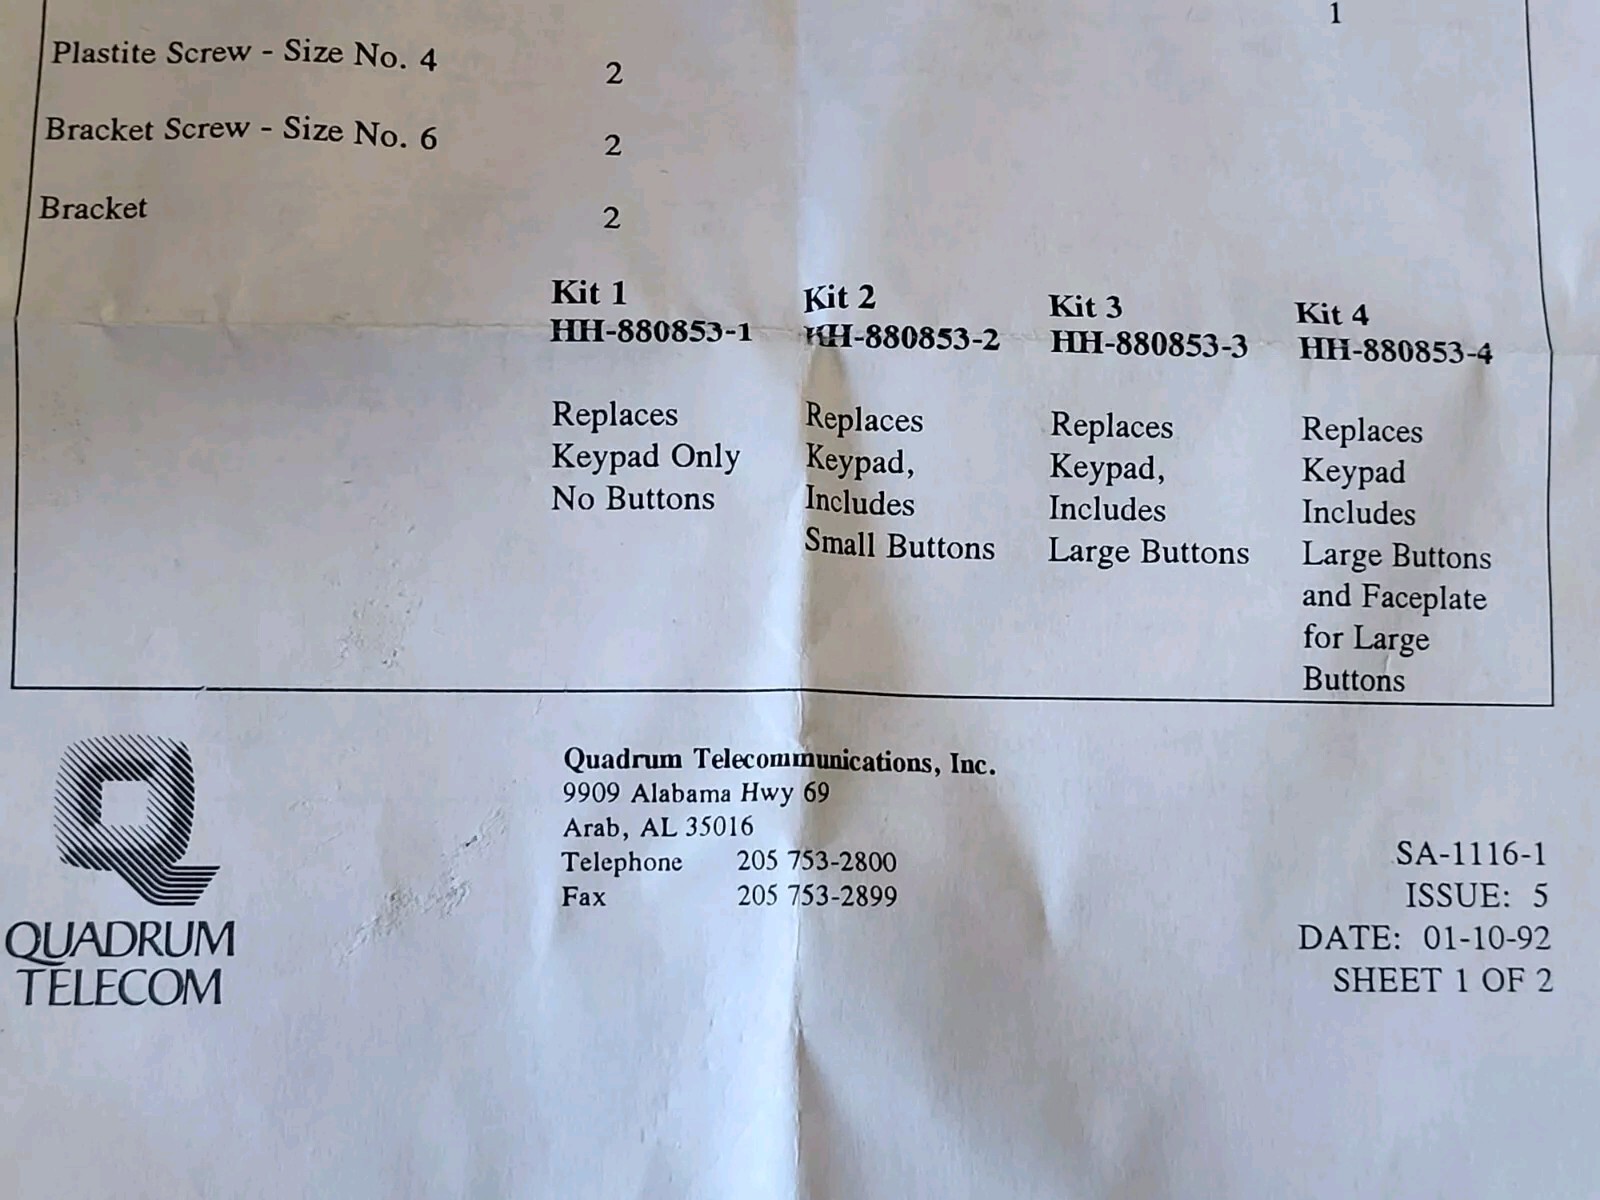 1
Plastite Screw - Size No. 4 2
Bracket Screw - Size No. 6 2
Bracket 2
Kit 1 Kit 2 Kit 3 Kit 4
HH-880853-1 HH-880853-2 HH-880853-3 HH-880853-4
Replaces Replaces Replaces Replaces
Keypad Only Keypad, Keypad, Keypad
No Buttons Includes Includes Includes
Small Buttons Large Buttons Large Buttons
and Faceplate
for Large
Buttons
Quadrum Telecommunications, Inc.
9909 Alabama Hwy 69
Arab, AL 35016
Telephone 205 753-2800
Fax 205 753-2899
QUADRUM
TELECOM
SA-1116-1
ISSUE: 5
DATE: 01-10-92
SHEET 1 OF 2